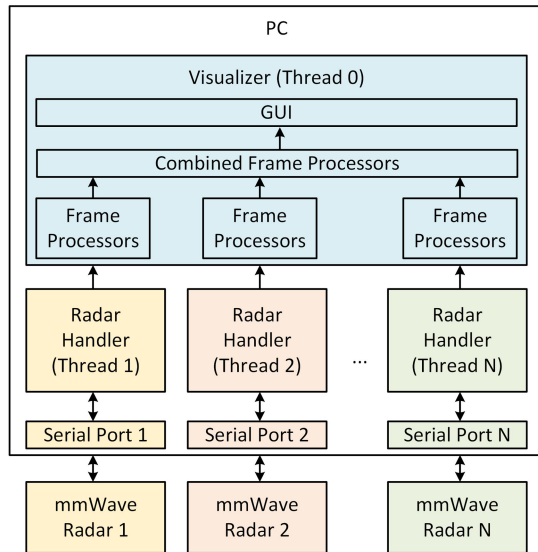 PC
Visualizer (Thread 0)
GUI
Combined Frame Processors
Frame
Processors
Frame
Processors
Frame
Processors
Radar
Handler
(Thread 1)
Radar
Handler
(Thread 2)
...
Radar
Handler
(Thread N)
Serial Port 1
Serial Port 2
Serial Port N
mmWave
Radar 1
mmWave
Radar 2
mmWave
Radar N